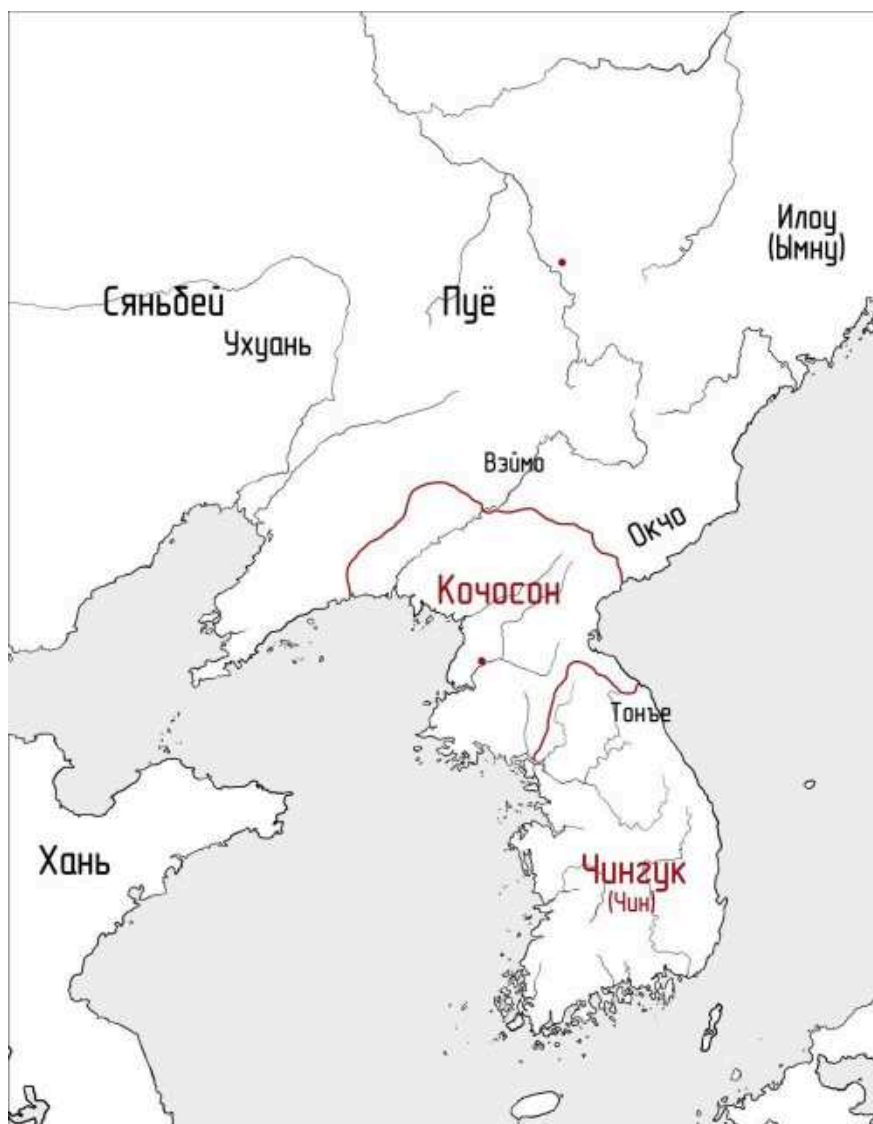 Илоу
(Ымну)
Сяньбей
Пуё
Ухуань
Вэймо
Окчо
Кочосон
Тонъе
Хань
Чингук
(Чин)